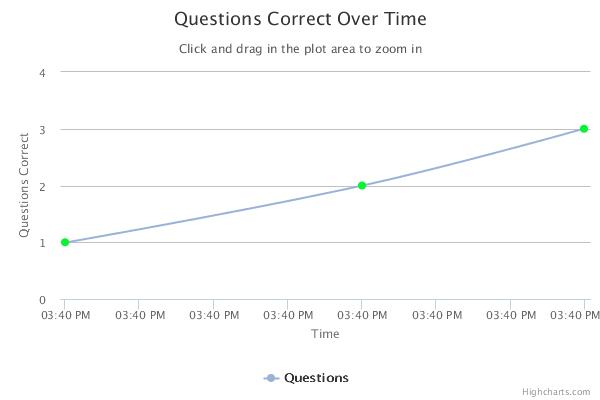 Questions Correct Over Time
Click and drag in the plot area to zoom in
4
3
2
1
0
Questions Correct
03:40 PM 03:40 PM 03:40 PM 03:40 PM 03:40 PM 03:40 PM 03:40 PM 03:40 PM
Time
Questions
Highcharts.com